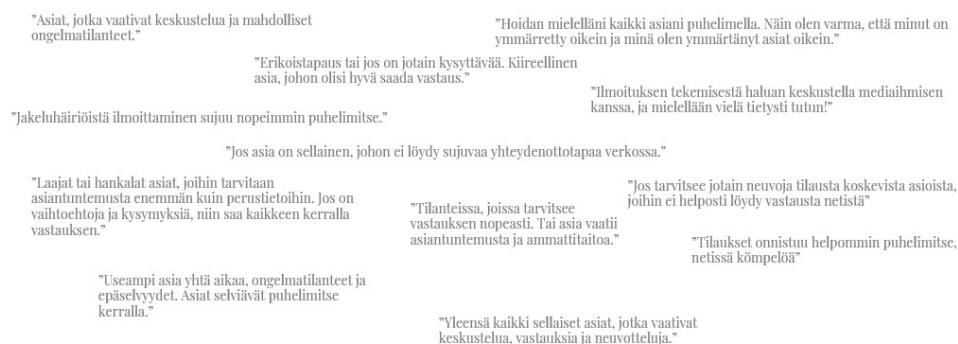 ”Asiat, jotka vaativat keskustelua ja mahdolliset
ongelmatilanteet.”
”Hoidan mielelläni kaikki asiani puhelimella. Näin olen varma, että minut on
ymmärretty oikein ja minä olen ymmärtänyt asiat oikein.”
”Erikoistapaus tai jos on jotain kysyttävää. Kiireellinen
asia, johon olisi hyvä saada vastaus.”
”Ilmoituksen tekemisestä haluan keskustella mediaihmisen
kanssa, ja mielellään vielä tietysti tutun!”
”Jakeluhäiriöistä ilmoittaminen sujuu nopeimmin puhelimitse.”
”Jos asia on sellainen, johon ei löydy sujuvaa yhteydenottotapaa verkossa.”
”Laajat tai hankalat asiat, joihin tarvitaan
asiantuntemusta enemmän kuin perustietoihin. Jos on
vaihtoehtoja ja kysymyksiä, niin saa kaikkeen kerralla
vastauksen.”
”Jos tarvitsee jotain neuvoja tilausta koskevista asioista,
joihin ei helposti löydy vastausta netistä”
”Tilanteissa, joissa tarvitsee
vastauksen nopeasti. Tai asia vaatii
asiantuntemusta ja ammattitaitoa.”
”Tilaukset onnistuu helpommin puhelimitse,
netissä kömpelöä”
”Useampi asia yhtä aikaa, ongelmatilanteet ja
epäselvyydet. Asiat selviävät puhelimitse
kerralla.”
”Yleensä kaikki sellaiset asiat, jotka vaativat
keskustelua, vastauksia ja neuvotteluja.”